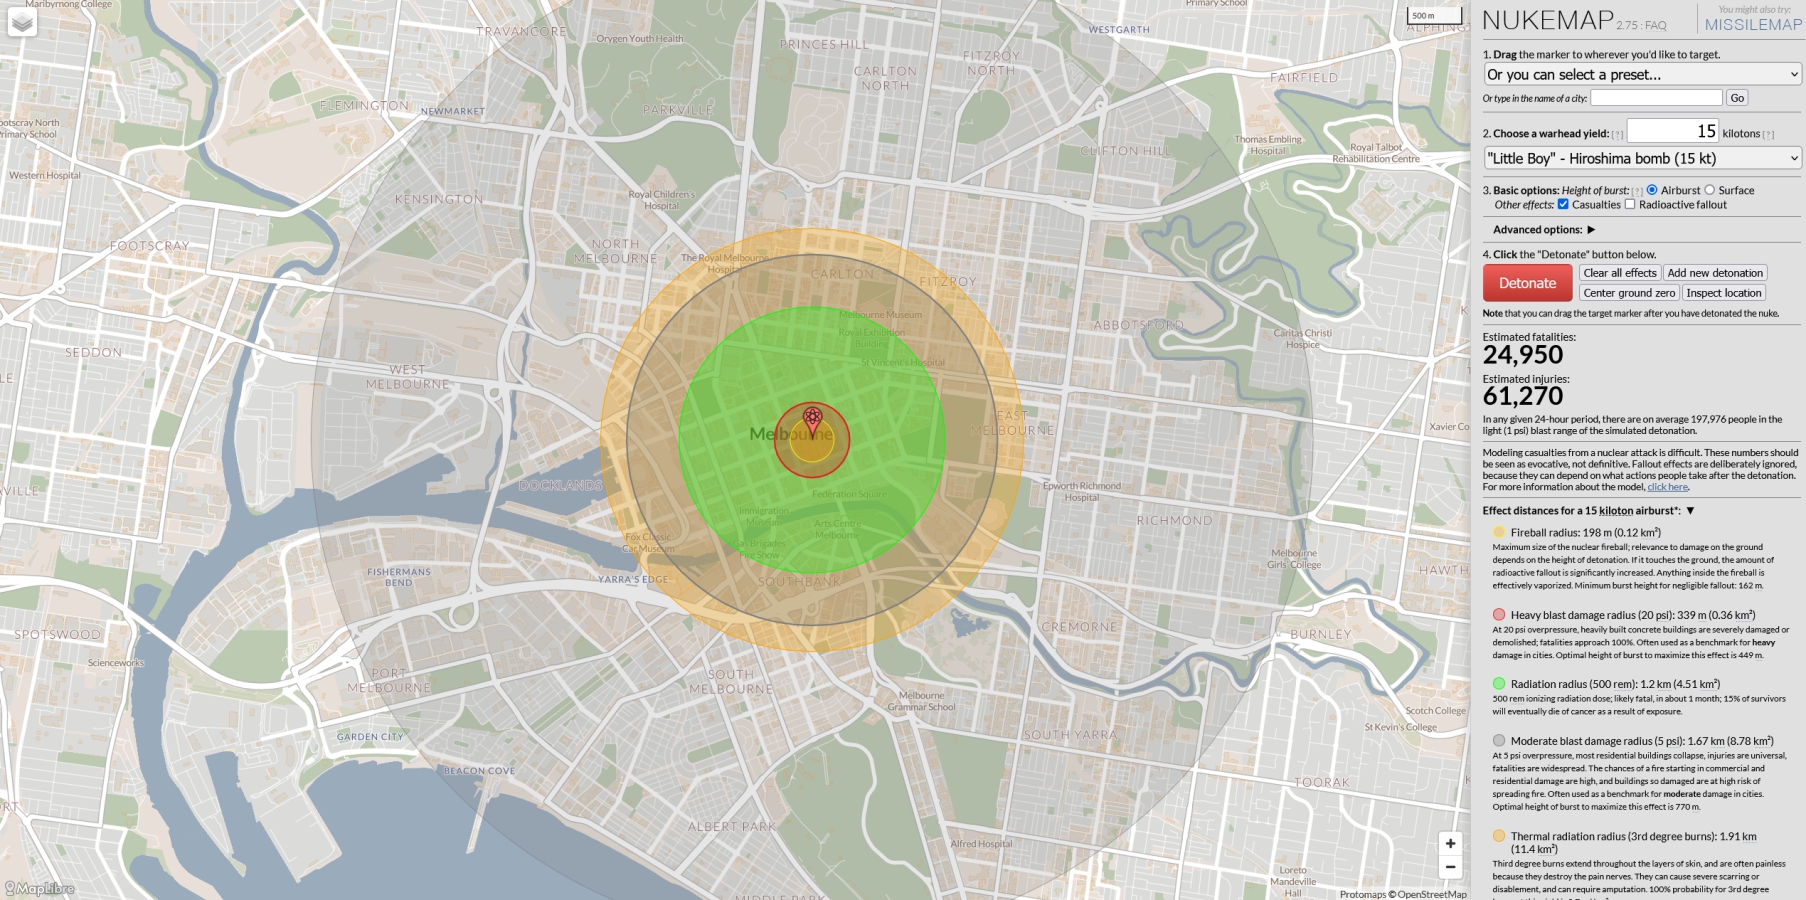 Maribyrnong College
TRAVANCORE
Orygen Youth Health
PRINCES HILL
Primary School
WESTGARTH
500 m
ALPHING
FITZROY
NORTH
CARLTON
NORTH
FAIRFIELD
FLEMINGTON
NEWMARKET
PARKVILLE
ootscray North
Primary School
Thomas Embling
Hospital
Royal Talbot
Rehabilitation Centre
CLIFTON HILL
Western Hospital
KENSINGTON
Royal Children's
Hospital
FOOTSCRAY
NORTH
MELBOURNE
The Royal Melbourne
Hospital
CARLTON
FITZROY
Melbourne Museum
Royal Exhibition
Building
ABBOTSFORD
Caritas Christi
Hospice
SEDDON
St Vincent's Hospital
WEST
MELBOURNE
LE
EAST
MELBOURNE
Melbourne
Xavier Co
DOCKLANDS
Epworth Richmond
Hospital
Federation Square
VILLE
Immigration
Museum
Arts Centre
Melbourne
RICHMOND
Fox Classic
Car Museum
Gas Brigades
Fire Show
Melbourne
Girls' College
FISHERMANS
BEND
YARRA'S EDGE
SOUTHBANK
HAWTH
SPOTSWOOD
CREMORNE
BURNLEY
Scienceworks
PORT
MELBOURNE
SOUTH
MELBOURNE
Melbourne
Grammar School
Scotch College
St Kevin's College
GARDEN CITY
SOUTH YARRA
BEACON COVE
TOORAK
ORT
ALBERT PARK
Alfred Hospital
Loreto
Mandeville
Hall
MapLibre
MIDDLE PARK
+
−
Protomaps © OpenStreetMap
NUKEMAP 2.75 : FAQ
You might also try:
MISSILEMAP
1. Drag the marker to wherever you'd like to target.
Or you can select a preset...
Or type in the name of a city: Go
2. Choose a warhead yield: [?] 15 kilotons [?]
"Little Boy" - Hiroshima bomb (15 kt)
3. Basic options: Height of burst: [?] Airburst Surface
Other effects: Casualties Radioactive fallout
Advanced options: ▶
4. Click the "Detonate" button below.
Detonate
Clear all effects Add new detonation
Center ground zero Inspect location
Note that you can drag the target marker after you have detonated the nuke.
Estimated fatalities:
24,950
Estimated injuries:
61,270
In any given 24-hour period, there are on average 197,976 people in the
light (1 psi) blast range of the simulated detonation.
Modeling casualties from a nuclear attack is difficult. These numbers should
be seen as evocative, not definitive. Fallout effects are deliberately ignored,
because they can depend on what actions people take after the detonation.
For more information about the model, click here.
Effect distances for a 15 kiloton airburst*: ▼
Fireball radius: 198 m (0.12 km²)
Maximum size of the nuclear fireball; relevance to damage on the ground
depends on the height of detonation. If it touches the ground, the amount of
radioactive fallout is significantly increased. Anything inside the fireball is
effectively vaporized. Minimum burst height for negligible fallout: 162 m.
Heavy blast damage radius (20 psi): 339 m (0.36 km²)
At 20 psi overpressure, heavily built concrete buildings are severely damaged or
demolished; fatalities approach 100%. Often used as a benchmark for heavy
damage in cities. Optimal height of burst to maximize this effect is 449 m.
Radiation radius (500 rem): 1.2 km (4.51 km²)
500 rem ionizing radiation dose; likely fatal, in about 1 month; 15% of survivors
will eventually die of cancer as a result of exposure.
Moderate blast damage radius (5 psi): 1.67 km (8.78 km²)
At 5 psi overpressure, most residential buildings collapse, injuries are universal,
fatalities are widespread. The chances of a fire starting in commercial and
residential damage are high, and buildings so damaged are at high risk of
spreading fire. Often used as a benchmark for moderate damage in cities.
Optimal height of burst to maximize this effect is 770 m.
Thermal radiation radius (3rd degree burns): 1.91 km
(11.4 km²)
Third degree burns extend throughout the layers of skin, and are often painless
because they destroy the pain nerves. They can cause severe scarring or
disablement, and can require amputation. 100% probability for 3rd degree